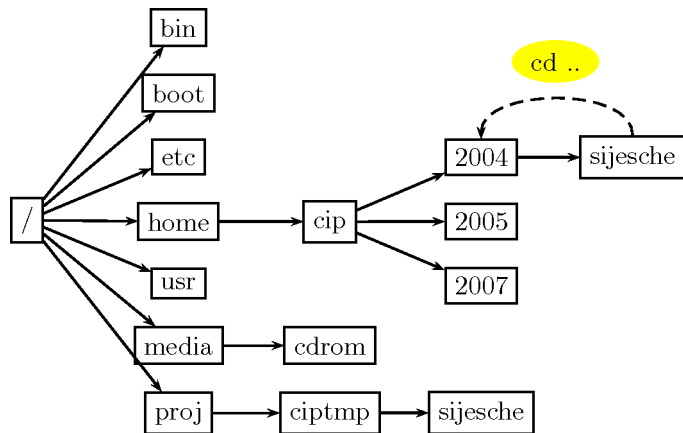 bin
boot
cd ..
etc
2004
sijesche
/
home
cip
2005
usr
2007
media
cdrom
proj
ciptmp
sijesche